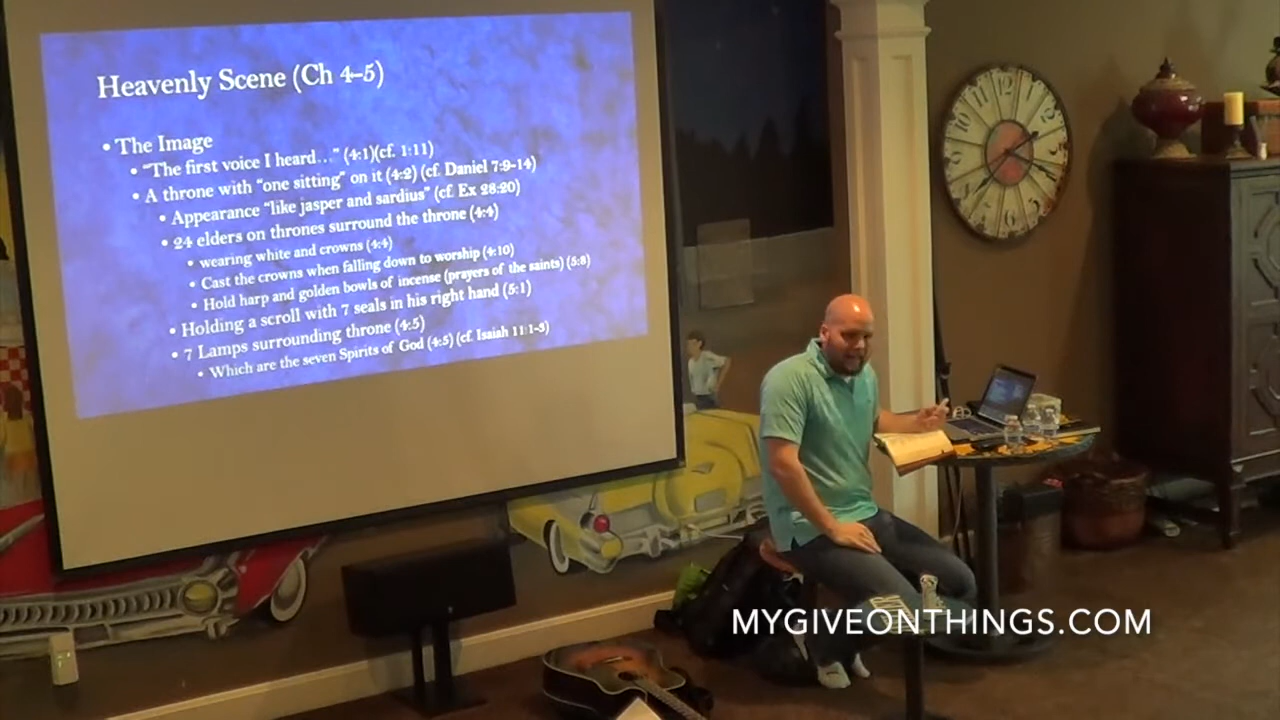 Heavenly Scene (Ch 4-5)
• The Image
• "The first voice I heard…" (4:1)(cf. 1:11)
• A throne with "one sitting" on it (4:2) (cf. Daniel 7:9-14)
• Appearance "like jasper and sardius" (cf. Ex 28:20)
• 24 elders on thrones surround the throne (4:4)
• wearing white and crowns (4:4)
• Cast the crowns when falling down to worship (4:10)
• Hold harp and golden bowls of incense (prayers of the saints) (5:8)
• Holding a scroll with 7 seals in his right hand (5:1)
• 7 Lamps surrounding throne (4:5)
• Which are the seven Spirits of God (4:5) (cf. Isaiah 11:1-3)
MYGIVEONTHINGS.COM